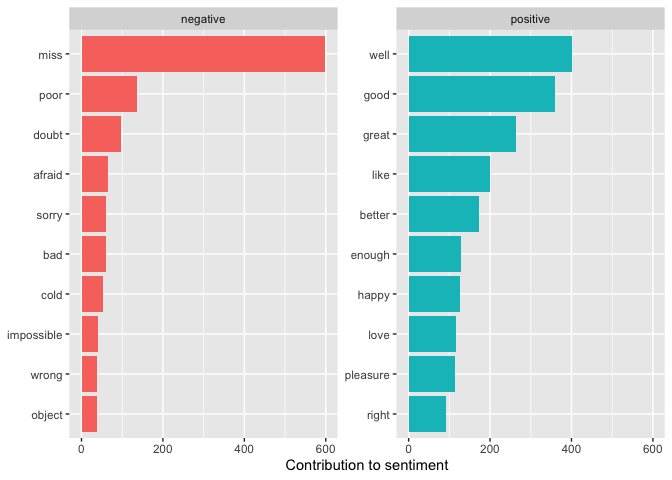 negative
miss
poor
doubt
afraid
sorry
bad
cold
impossible
wrong
object
0
200
400
600
positive
well
good
great
like
better
enough
happy
love
pleasure
right
0
200
400
600
Contribution to sentiment